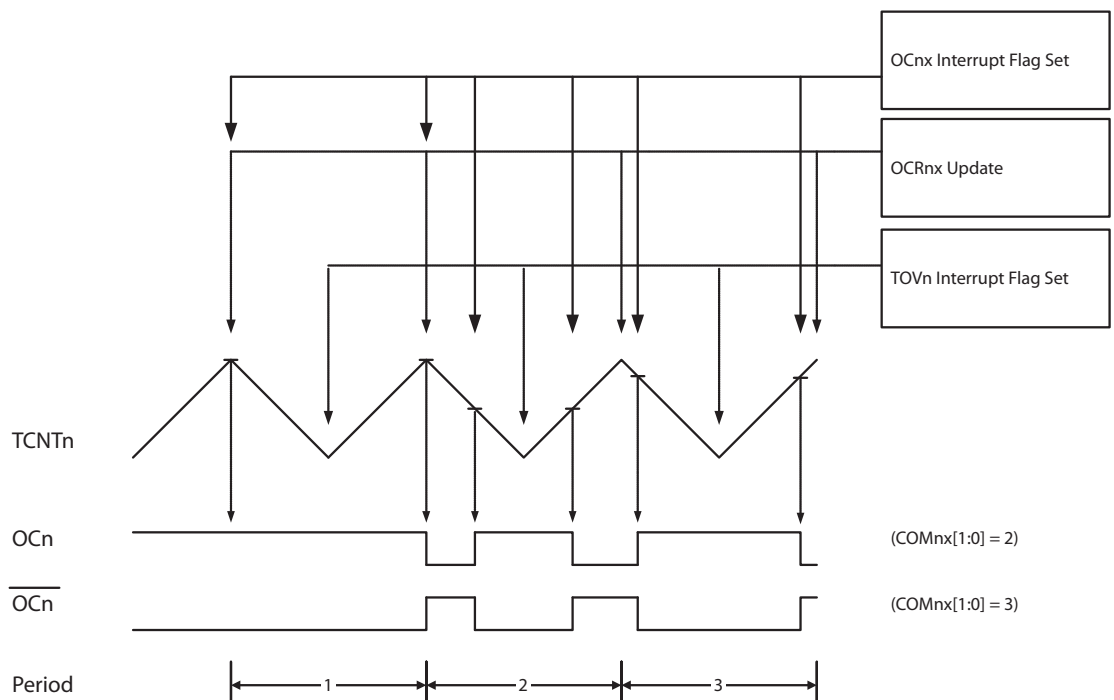 OCnx Interrupt Flag Set
OCRnx Update
TOVn Interrupt Flag Set
TCNTn
OCn
(COMnx[1:0] = 2)
OCn
(COMnx[1:0] = 3)
Period
1
2
3